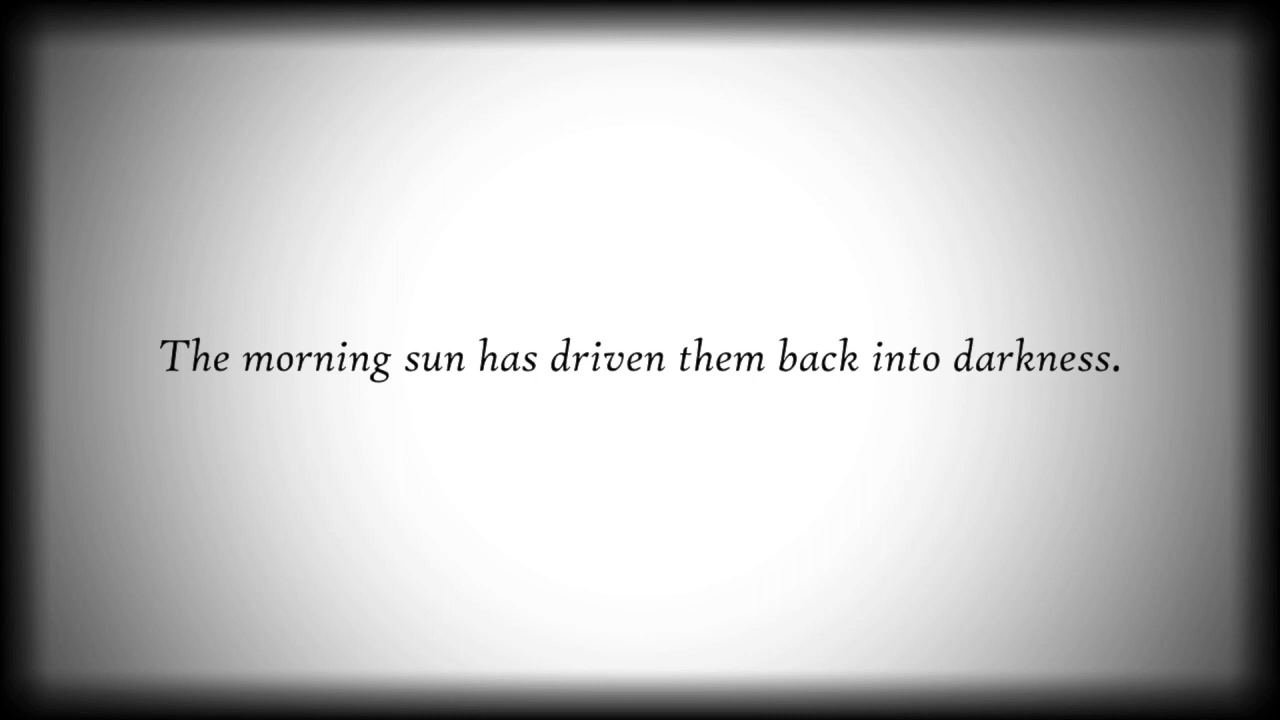 The morning sun has driven them back into darkness.